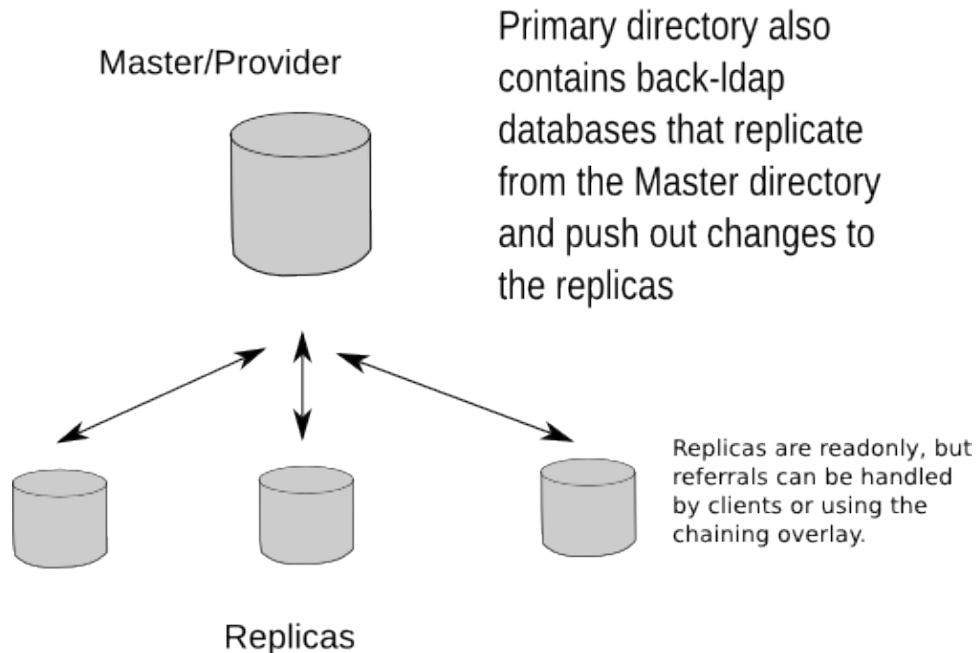 Master/Provider
Primary directory also
contains back-ldap
databases that replicate
from the Master directory
and push out changes to
the replicas
Replicas are readonly, but
referrals can be handled
by clients or using the
chaining overlay.
Replicas